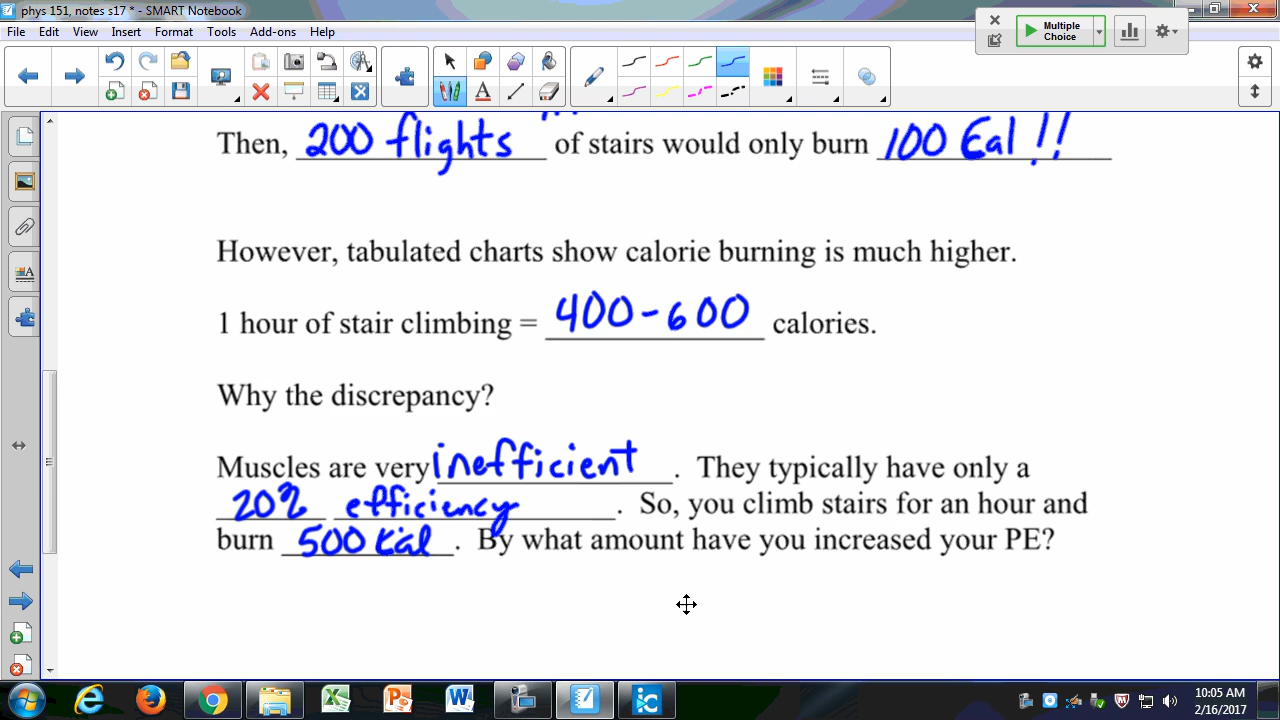 phys 151, notes s17 * - SMART Notebook
File Edit View Insert Format Tools Add-ons Help
Multiple Choice
Then, 200 flights of stairs would only burn 100 Cal !!
However, tabulated charts show calorie burning is much higher.
1 hour of stair climbing = 400-600 calories.
Why the discrepancy?
Muscles are very inefficient. They typically have only a
20% efficiency. So, you climb stairs for an hour and
burn 500 kcal. By what amount have you increased your PE?
10:05 AM
2/16/2017